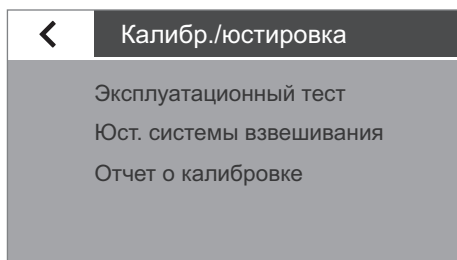 Калибр./юстировка
Эксплуатационный тест
Юст. системы взвешивания
Отчет о калибровке